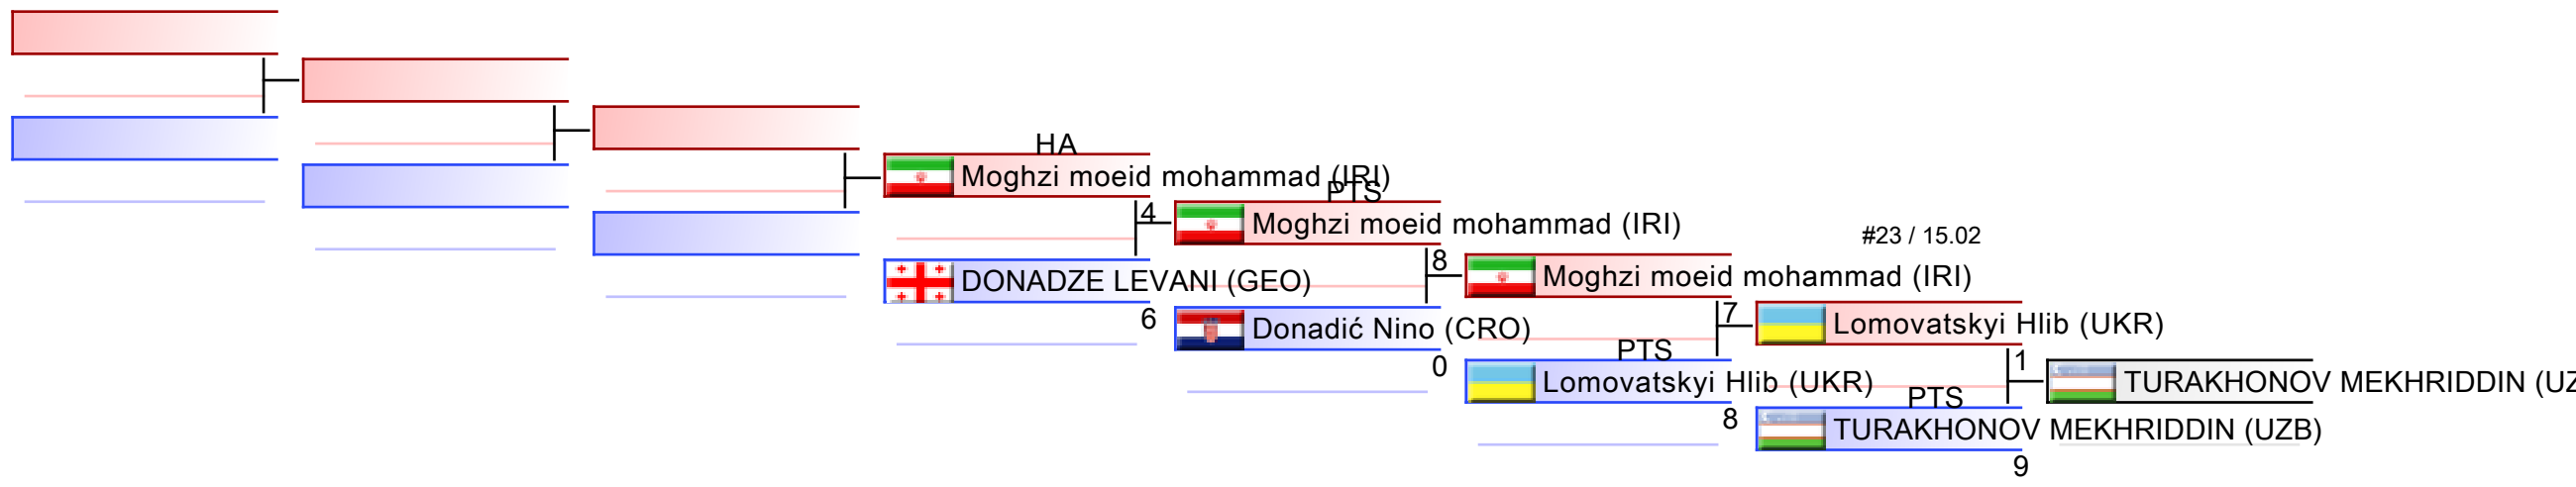 HA
Moghzi moeid mohammad (IRI)
4
DONADZE LEVANI (GEO)
6
PTS
Moghzi moeid mohammad (IRI)
8
Donadić Nino (CRO)
0
Moghzi moeid mohammad (IRI)
7
PTS
Lomovatskyi Hlib (UKR)
8
#23 / 15.02
Lomovatskyi Hlib (UKR)
1
PTS
TURAKHONOV MEKHRIDDIN (UZB)
9
TURAKHONOV MEKHRIDDIN (UZ